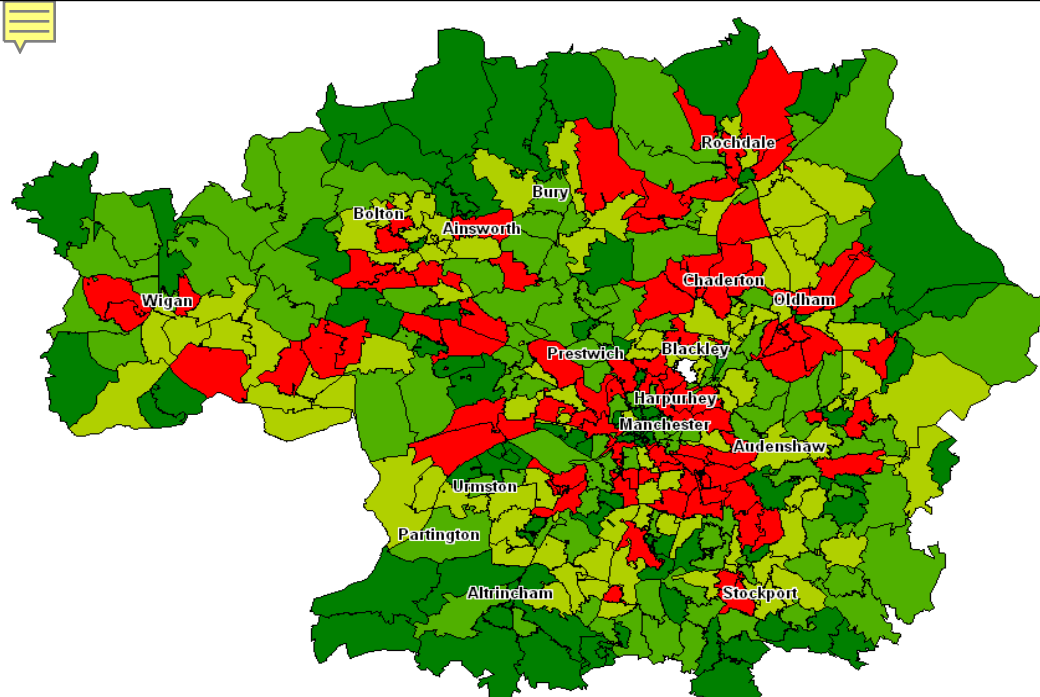 Rochdale
Bury
Bolton
Ainsworth
Chaderton
Wigan
Oldham
Prestwich
Blackley
Harpurhey
Manchester
Audenshaw
Urmston
Partington
Altrincham
Stockport